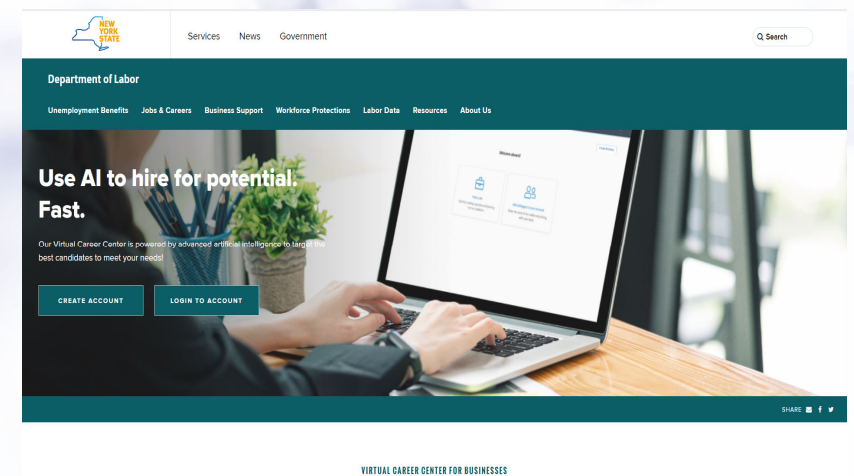 NEW
YORK
STATE
Services News Government
Search
Department of Labor
Unemployment Benefits Jobs & Careers Business Support Workforce Protections Labor Data Resources About Us
Use AI to hire for potential.
Fast.
Our Virtual Career Center is powered by advanced artificial intelligence to target the
best candidates to meet your needs!
CREATE ACCOUNT LOGIN TO ACCOUNT
SHARE
VIRTUAL CAREER CENTER FOR BUSINESSES